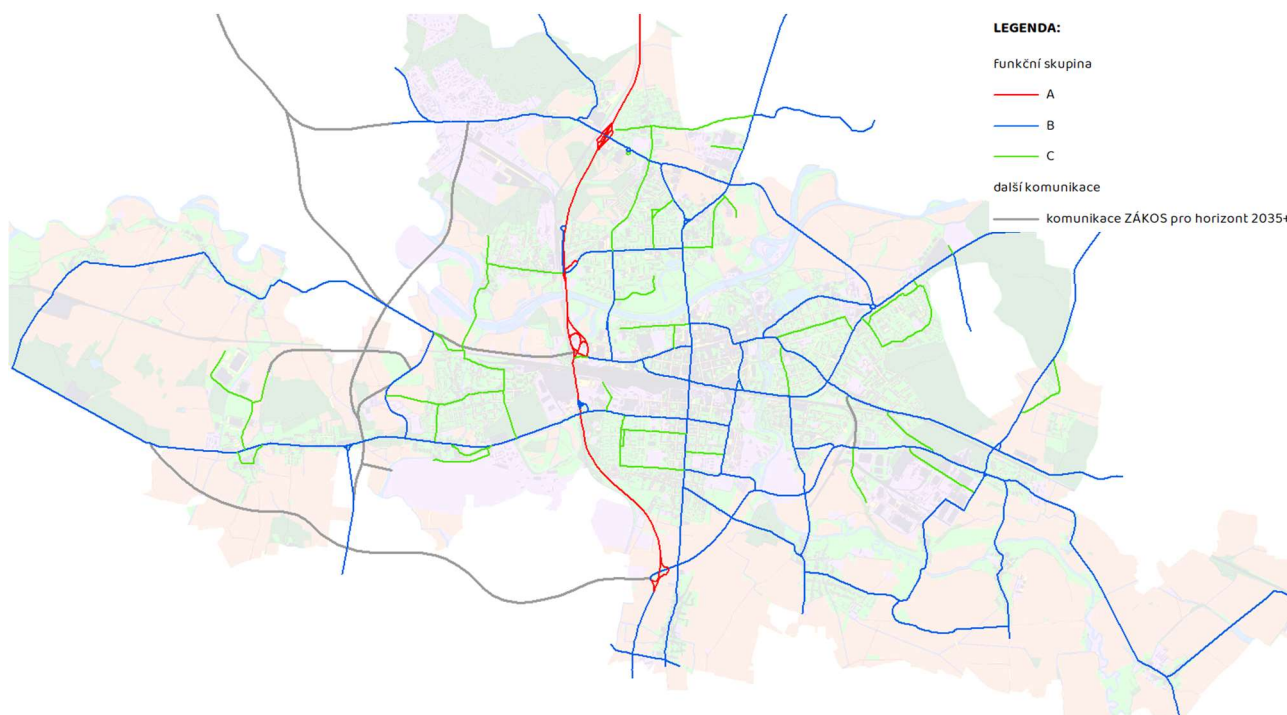 LEGENDA:
funkční skupina
A
B
C
další komunikace
komunikace ZÁKOS pro horizont 2035+